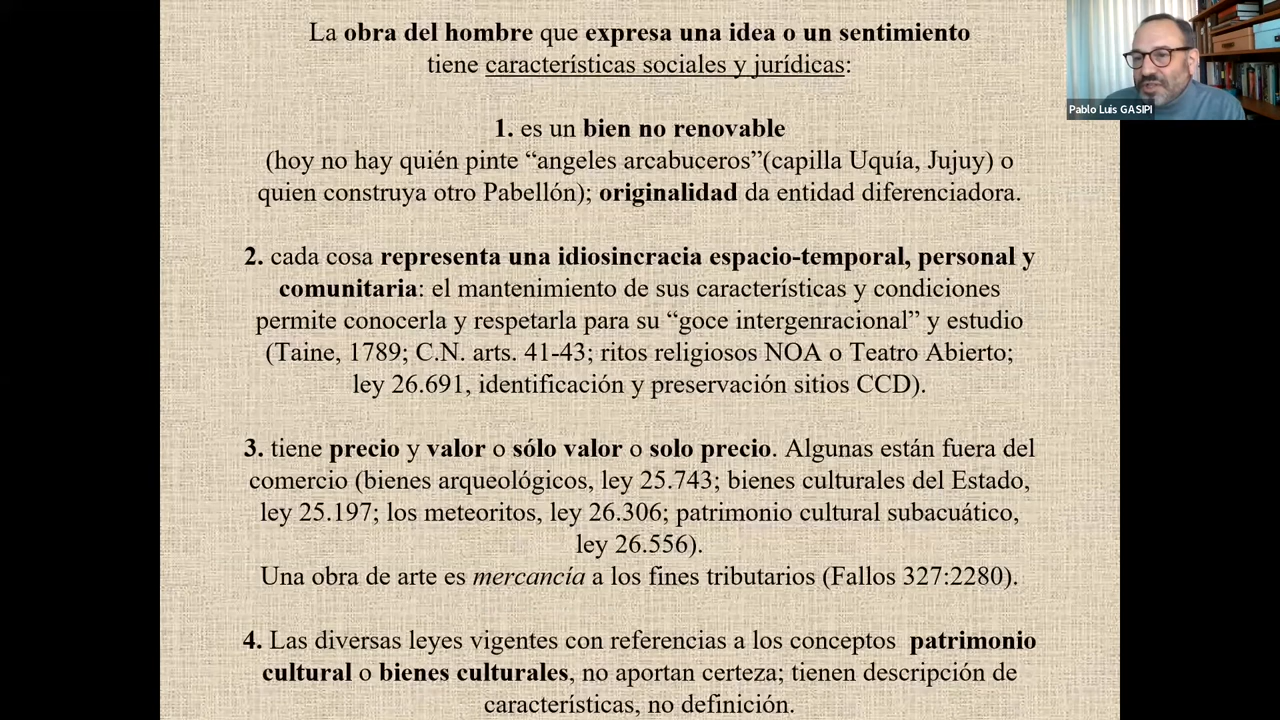 La obra del hombre que expresa una idea o un sentimiento
tiene características sociales y jurídicas:
1. es un bien no renovable
(hoy no hay quién pinte “angeles arcabuceros”(capilla Uquía, Jujuy) o
quien construya otro Pabellón); originalidad da entidad diferenciadora.
2. cada cosa representa una idiosincracia espacio-temporal, personal y
comunitaria: el mantenimiento de sus características y condiciones
permite conocerla y respetarla para su “goce intergenracional” y estudio
(Taine, 1789; C.N. arts. 41-43; ritos religiosos NOA o Teatro Abierto;
ley 26.691, identificación y preservación sitios CCD).
3. tiene precio y valor o sólo valor o solo precio. Algunas están fuera del
comercio (bienes arqueológicos, ley 25.743; bienes culturales del Estado,
ley 25.197; los meteoritos, ley 26.306; patrimonio cultural subacuático,
ley 26.556).
Una obra de arte es mercancía a los fines tributarios (Fallos 327:2280).
4. Las diversas leyes vigentes con referencias a los conceptos patrimonio
cultural o bienes culturales, no aportan certeza; tienen descripción de
características, no definición.
Pablo Luis GASIPI